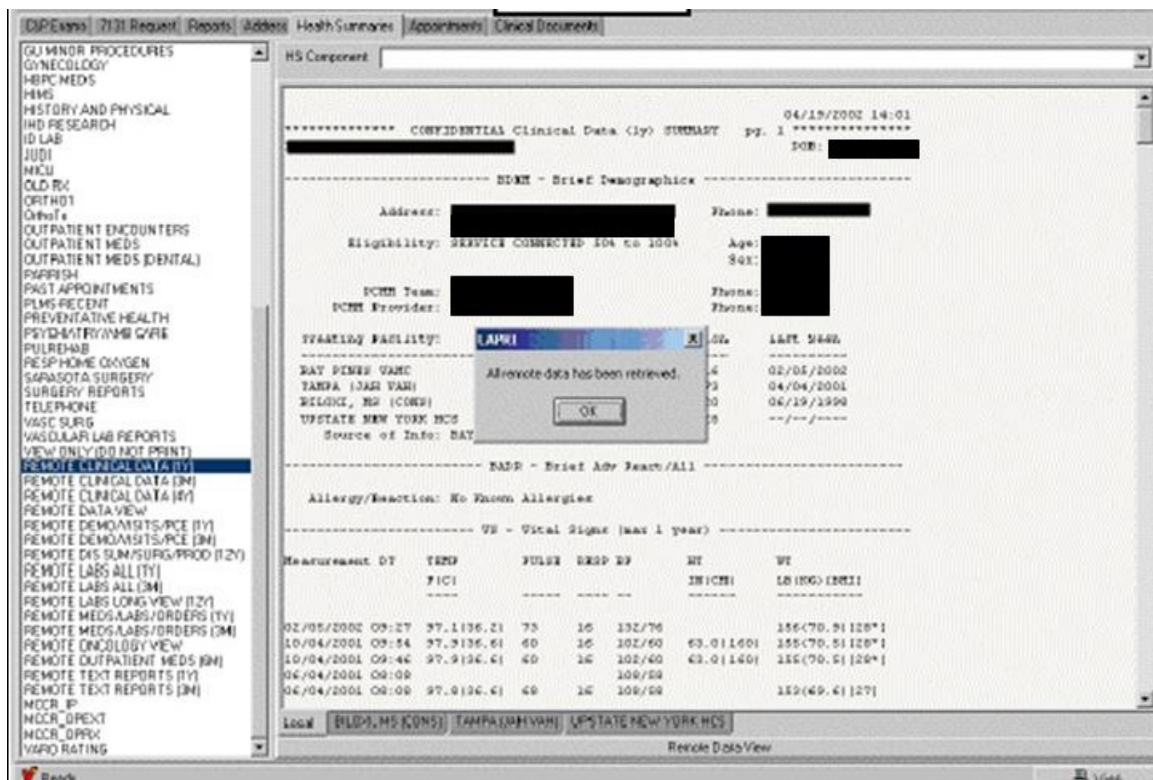 C&P Exams 7131 Request Reports Address Health Summaries Appointments Clinical Documents
GU MINOR PROCEDURES
GYNECOLOGY
HBPC MEDS
HIMS
HISTORY AND PHYSICAL
IHD RESEARCH
ID LAB
JUDI
MICU
OLD RX
ORTHO1
OUTPATIENT ENCOUNTERS
OUTPATIENT MEDS
OUTPATIENT MEDS (DENTAL)
PARRISH
PAST APPOINTMENTS
PLMS-RECENT
PREVENTATIVE HEALTH
PSYCHIATRY/AMB CARE
PULREHAB
RESP HOME OXYGEN
SARASOTA SURGERY
SURGERY REPORTS
TELEPHONE
VASC SURG
VASCULAR LAB REPORTS
VIEW ONLY (DO NOT PRINT)
REMOTE CLINICAL DATA (1Y)
REMOTE CLINICAL DATA (3M)
REMOTE CLINICAL DATA (4Y)
REMOTE DATA VIEW
REMOTE DEMO/VISITS/PCE (1Y)
REMOTE DEMO/VISITS/PCE (3M)
REMOTE DIS SUM/SURG/PROD (12Y)
REMOTE LABS ALL (1Y)
REMOTE LABS ALL (3M)
REMOTE LABS LONG VIEW (12Y)
REMOTE MEDS/LABS/ORDERS (1Y)
REMOTE MEDS/LABS/ORDERS (3M)
REMOTE ONCOLOGY VIEW
REMOTE OUTPATIENT MEDS (6M)
REMOTE TEXT REPORTS (1Y)
REMOTE TEXT REPORTS (3M)
MCCR_IP
MCCR_OPEXT
MCCR_OPRX
VARO RATING
HS Component
04/19/2002 14:01
************** CONFIDENTIAL Clinical Data (1y) SUMMARY pg. 1 **************
DOB:
BDEM - Brief Demographics
Address: Phone:
Eligibility: SERVICE CONNECTED 50% to 100% Age:
Sex:
PCMM Team: Phone:
PCMM Provider: Phone:
Treating Facility: Last Seen
BAY PINES VAMC 02/05/2002
TAMPA (JAH VAH) 04/04/2001
BILOXI, MS (CONS) 06/19/1998
UPSTATE NEW YORK HCS --/--/----
Source of Info: BAY
CAPRI
All remote data has been retrieved.
OK
BADR - Brief Adv React/All
Allergy/Reaction: No Known Allergies
VS - Vital Signs (max 1 year)
Measurement DT TEMP PULSE RESP BP HT WT
F(C) IN(CM) LB(KG)[BMI]
02/05/2002 09:27 97.1(36.2) 73 16 132/76 156(70.9)[28*]
10/04/2001 09:54 97.9(36.6) 60 16 102/60 63.0(160) 155(70.5)[28*]
10/04/2001 09:46 97.9(36.6) 60 16 102/60 63.0(160) 155(70.5)[28*]
06/04/2001 08:09 108/58
06/04/2001 08:08 97.8(36.6) 68 16 108/58 153(69.6)[27]
Local BILOXI, MS (CONS) TAMPA (JAH VAH) UPSTATE NEW YORK HCS
Remote Data View
Ready